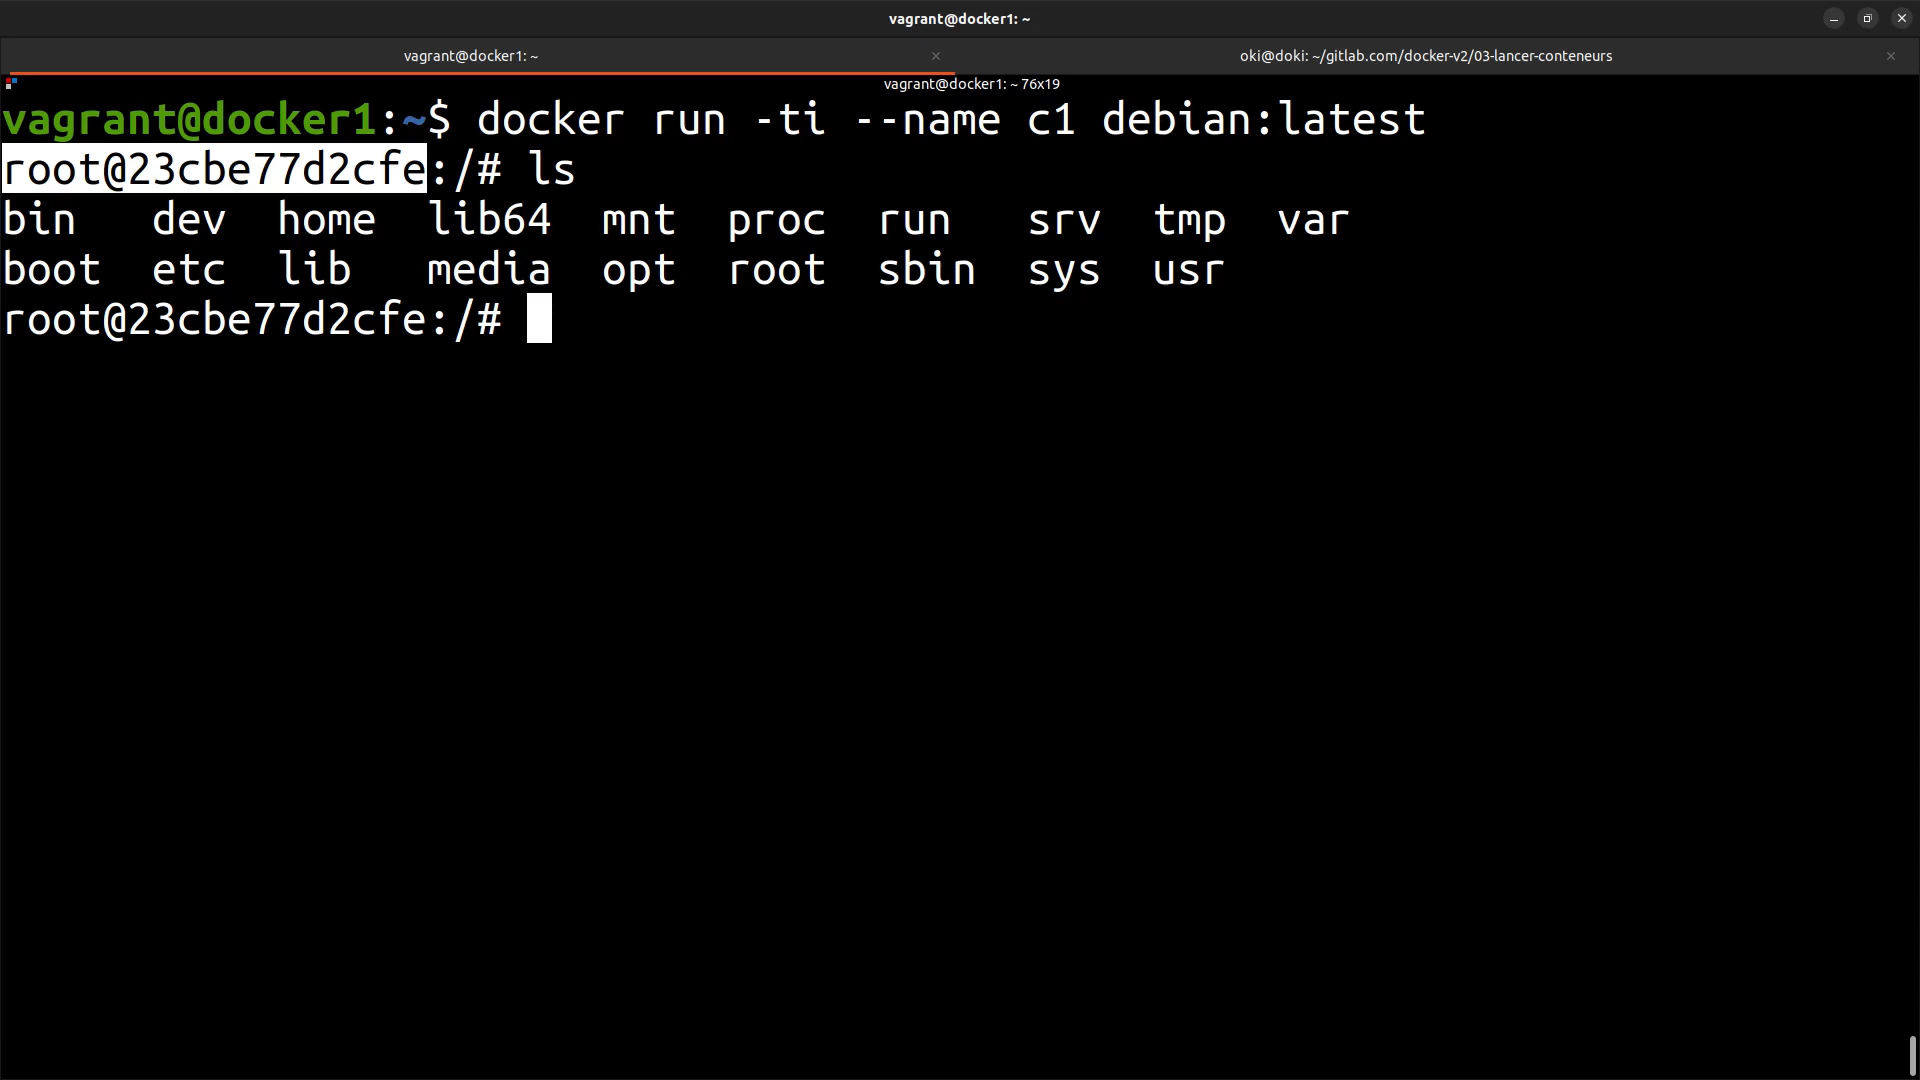 vagrant@docker1: ~
vagrant@docker1: ~
oki@doki: ~/gitlab.com/docker-v2/03-lancer-conteneurs
vagrant@docker1: ~ 76x19
vagrant@docker1:~$ docker run -ti --name c1 debian:latest
root@23cbe77d2cfe:/# ls
bin dev home lib64 mnt proc run srv tmp var
boot etc lib media opt root sbin sys usr
root@23cbe77d2cfe:/#